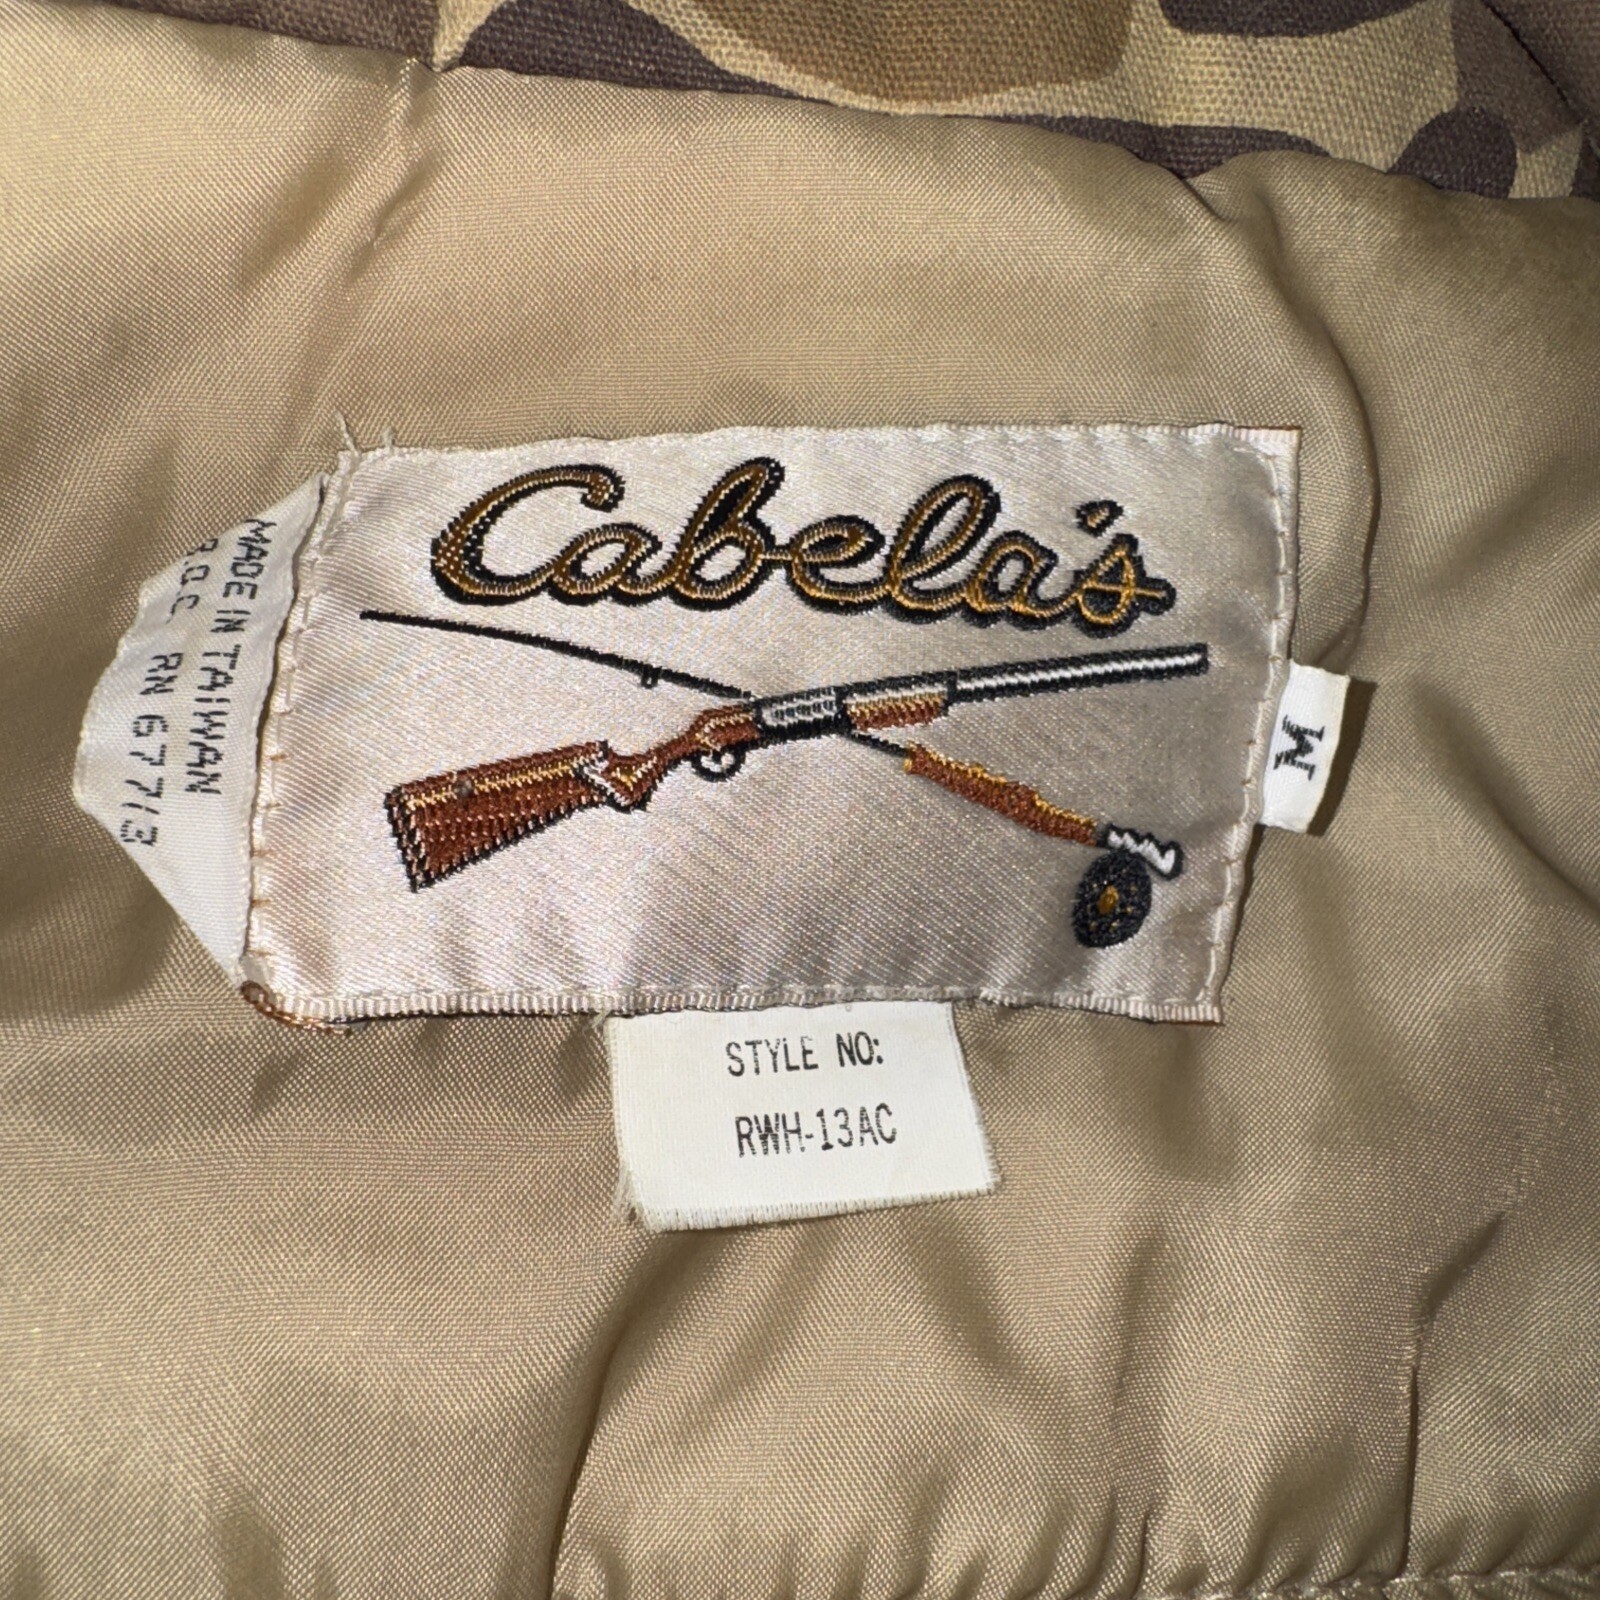 Cabela's
MADE IN TAIWAN
R.O.C. RN 67713
M
STYLE NO:
RWH-13AC